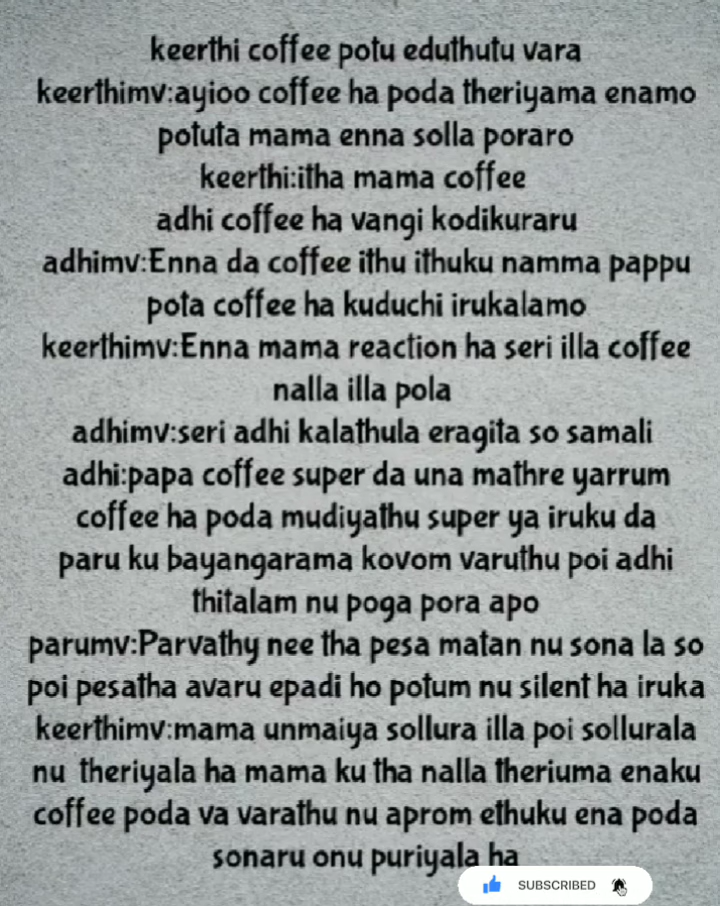 keerthi coffee potu eduthutu vara
keerthimv:ayioo coffee ha poda theriyama enamo
potuta mama enna solla poraro
keerthi:itha mama coffee
adhi coffee ha vangi kodikuraru
adhimv:Enna da coffee ithu ithuku namma pappu
pota coffee ha kuduchi irukalamo
keerthimv:Enna mama reaction ha seri illa coffee
nalla illa pola
adhimv:seri adhi kalathula eragita so samali
adhi:papa coffee super da una mathre yarrum
coffee ha poda mudiyathu super ya iruku da
paru ku bayangarama kovom varuthu poi adhi
thitalam nu poga pora apo
parumv:Parvathy nee tha pesa matan nu sona la so
poi pesatha avaru epadi ho potum nu silent ha iruka
keerthimv:mama unmaiya sollura illa poi sollurala
nu theriyala ha mama ku tha nalla theriuma enaku
coffee poda va varathu nu aprom ethuku ena poda
sonaru onu puriyala ha
SUBSCRIBED